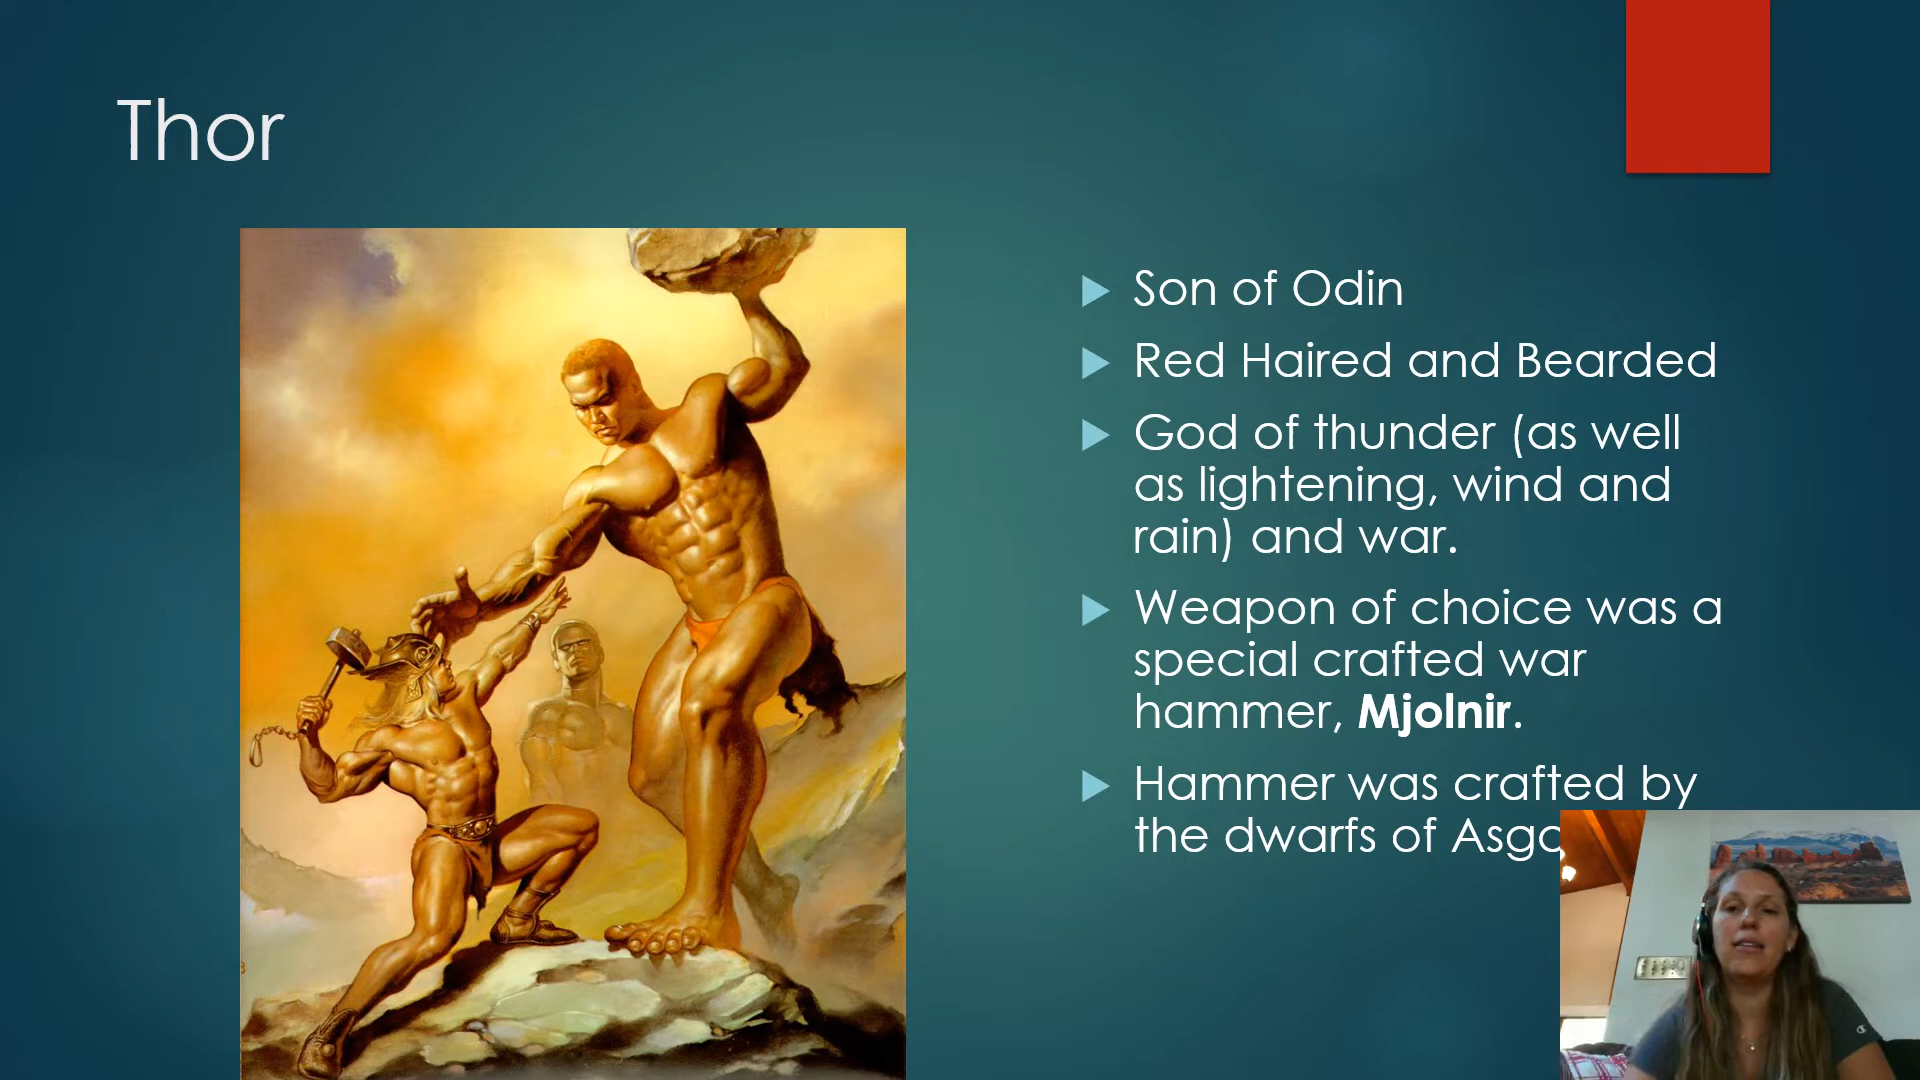 Thor
Son of Odin
Red Haired and Bearded
God of thunder (as well
as lightening, wind and
rain) and war.
Weapon of choice was a
special crafted war
hammer, Mjolnir.
Hammer was crafted by
the dwarfs of